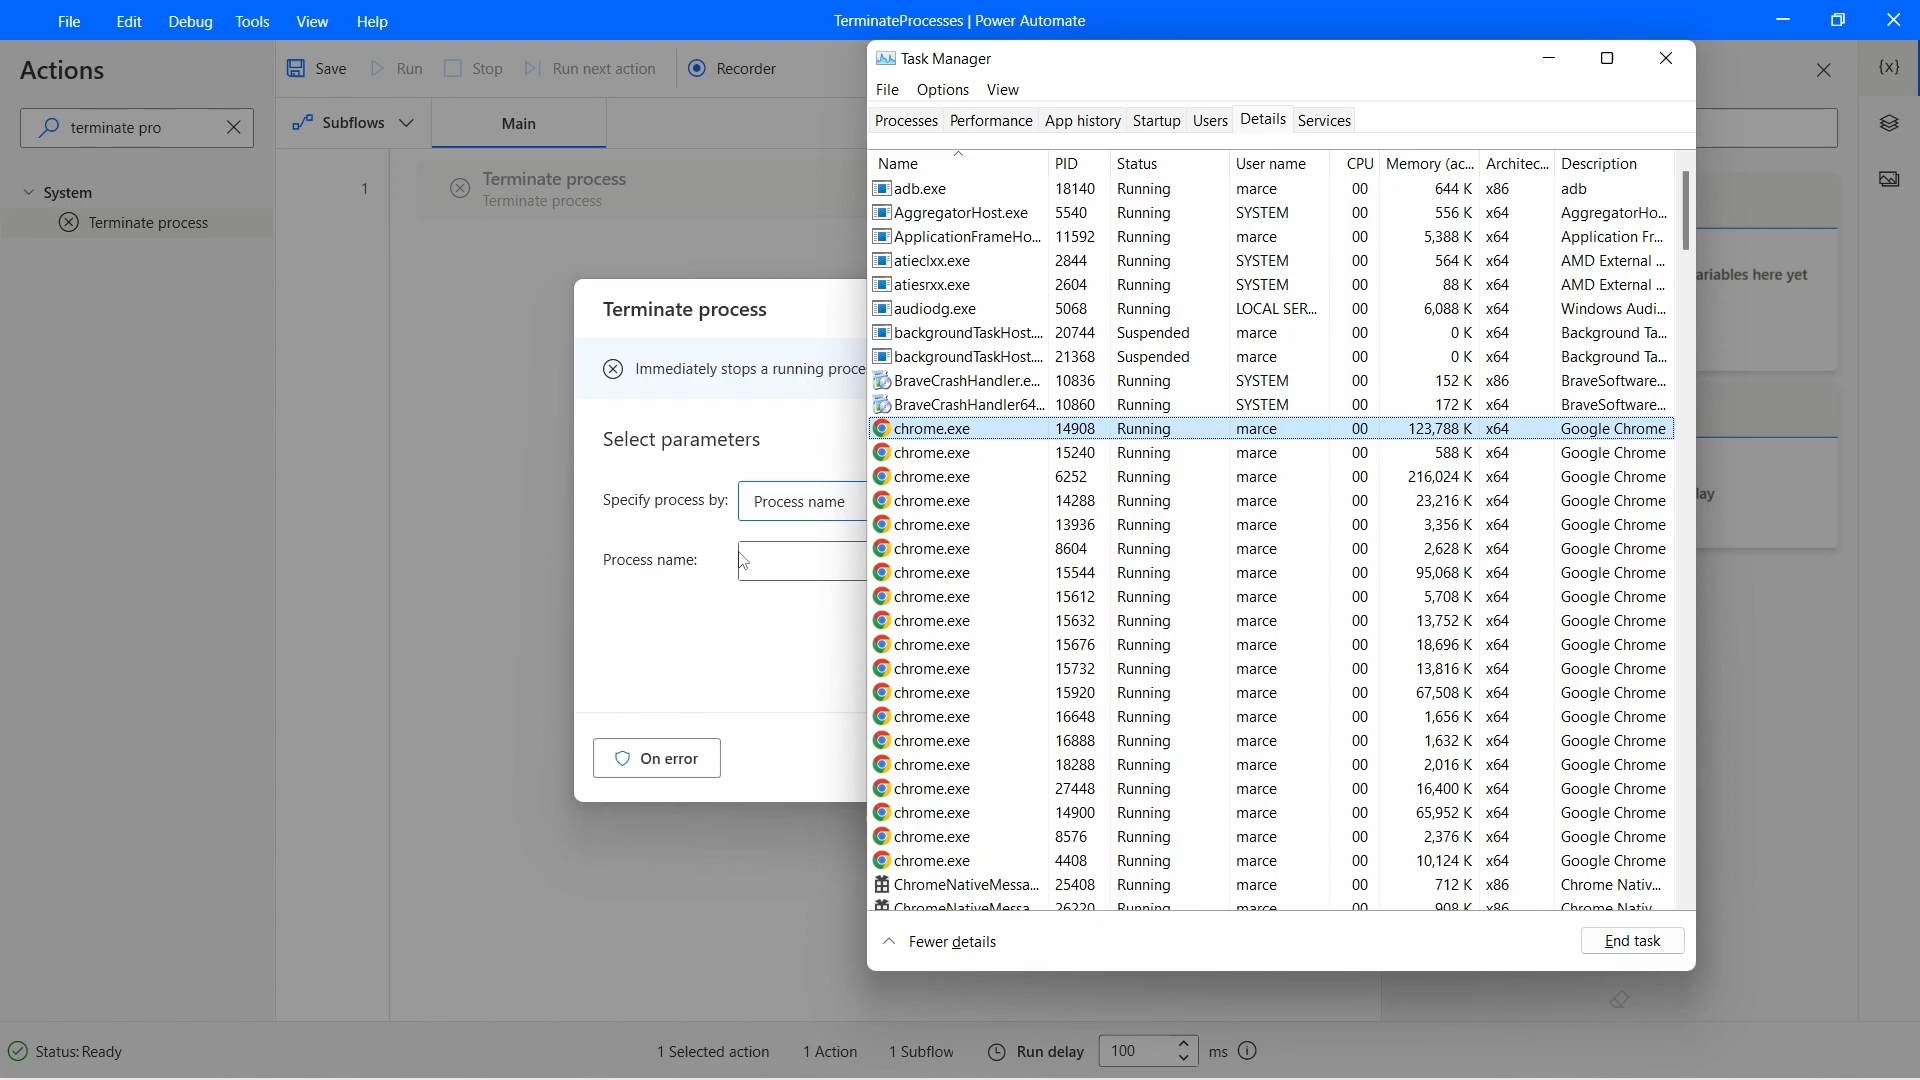 File Edit Debug Tools View Help
TerminateProcesses | Power Automate
Actions
terminate pro
System
Terminate process
Save Run Stop Run next action Recorder
{x}
Subflows
Main
1
Terminate process
Terminate process
ariables here yet
lay
Terminate process
Immediately stops a running proce
Select parameters
Specify process by: Process name
Process name:
On error
Task Manager
File Options View
Processes Performance App history Startup Users Details Services
Name PID Status User name CPU Memory (ac... Architec... Description
adb.exe 18140 Running marce 00 644 K x86 adb
AggregatorHost.exe 5540 Running SYSTEM 00 556 K x64 AggregatorHo...
ApplicationFrameHo... 11592 Running marce 00 5,388 K x64 Application Fr...
atieclxx.exe 2844 Running SYSTEM 00 564 K x64 AMD External ...
atiesrxx.exe 2604 Running SYSTEM 00 88 K x64 AMD External ...
audiodg.exe 5068 Running LOCAL SER... 00 6,088 K x64 Windows Audi...
backgroundTaskHost.... 20744 Suspended marce 00 0 K x64 Background Ta...
backgroundTaskHost.... 21368 Suspended marce 00 0 K x64 Background Ta...
BraveCrashHandler.e... 10836 Running SYSTEM 00 152 K x86 BraveSoftware...
BraveCrashHandler64... 10860 Running SYSTEM 00 172 K x64 BraveSoftware...
chrome.exe 14908 Running marce 00 123,788 K x64 Google Chrome
chrome.exe 15240 Running marce 00 588 K x64 Google Chrome
chrome.exe 6252 Running marce 00 216,024 K x64 Google Chrome
chrome.exe 14288 Running marce 00 23,216 K x64 Google Chrome
chrome.exe 13936 Running marce 00 3,356 K x64 Google Chrome
chrome.exe 8604 Running marce 00 2,628 K x64 Google Chrome
chrome.exe 15544 Running marce 00 95,068 K x64 Google Chrome
chrome.exe 15612 Running marce 00 5,708 K x64 Google Chrome
chrome.exe 15632 Running marce 00 13,752 K x64 Google Chrome
chrome.exe 15676 Running marce 00 18,696 K x64 Google Chrome
chrome.exe 15732 Running marce 00 13,816 K x64 Google Chrome
chrome.exe 15920 Running marce 00 67,508 K x64 Google Chrome
chrome.exe 16648 Running marce 00 1,656 K x64 Google Chrome
chrome.exe 16888 Running marce 00 1,632 K x64 Google Chrome
chrome.exe 18288 Running marce 00 2,016 K x64 Google Chrome
chrome.exe 27448 Running marce 00 16,400 K x64 Google Chrome
chrome.exe 14900 Running marce 00 65,952 K x64 Google Chrome
chrome.exe 8576 Running marce 00 2,376 K x64 Google Chrome
chrome.exe 4408 Running marce 00 10,124 K x64 Google Chrome
ChromeNativeMessa... 25408 Running marce 00 712 K x86 Chrome Nativ...
ChromeNativeMessa... 26220 Running marce 00 908 K x86 Chrome Nativ...
Fewer details
End task
Status: Ready
1 Selected action 1 Action 1 Subflow Run delay 100 ms